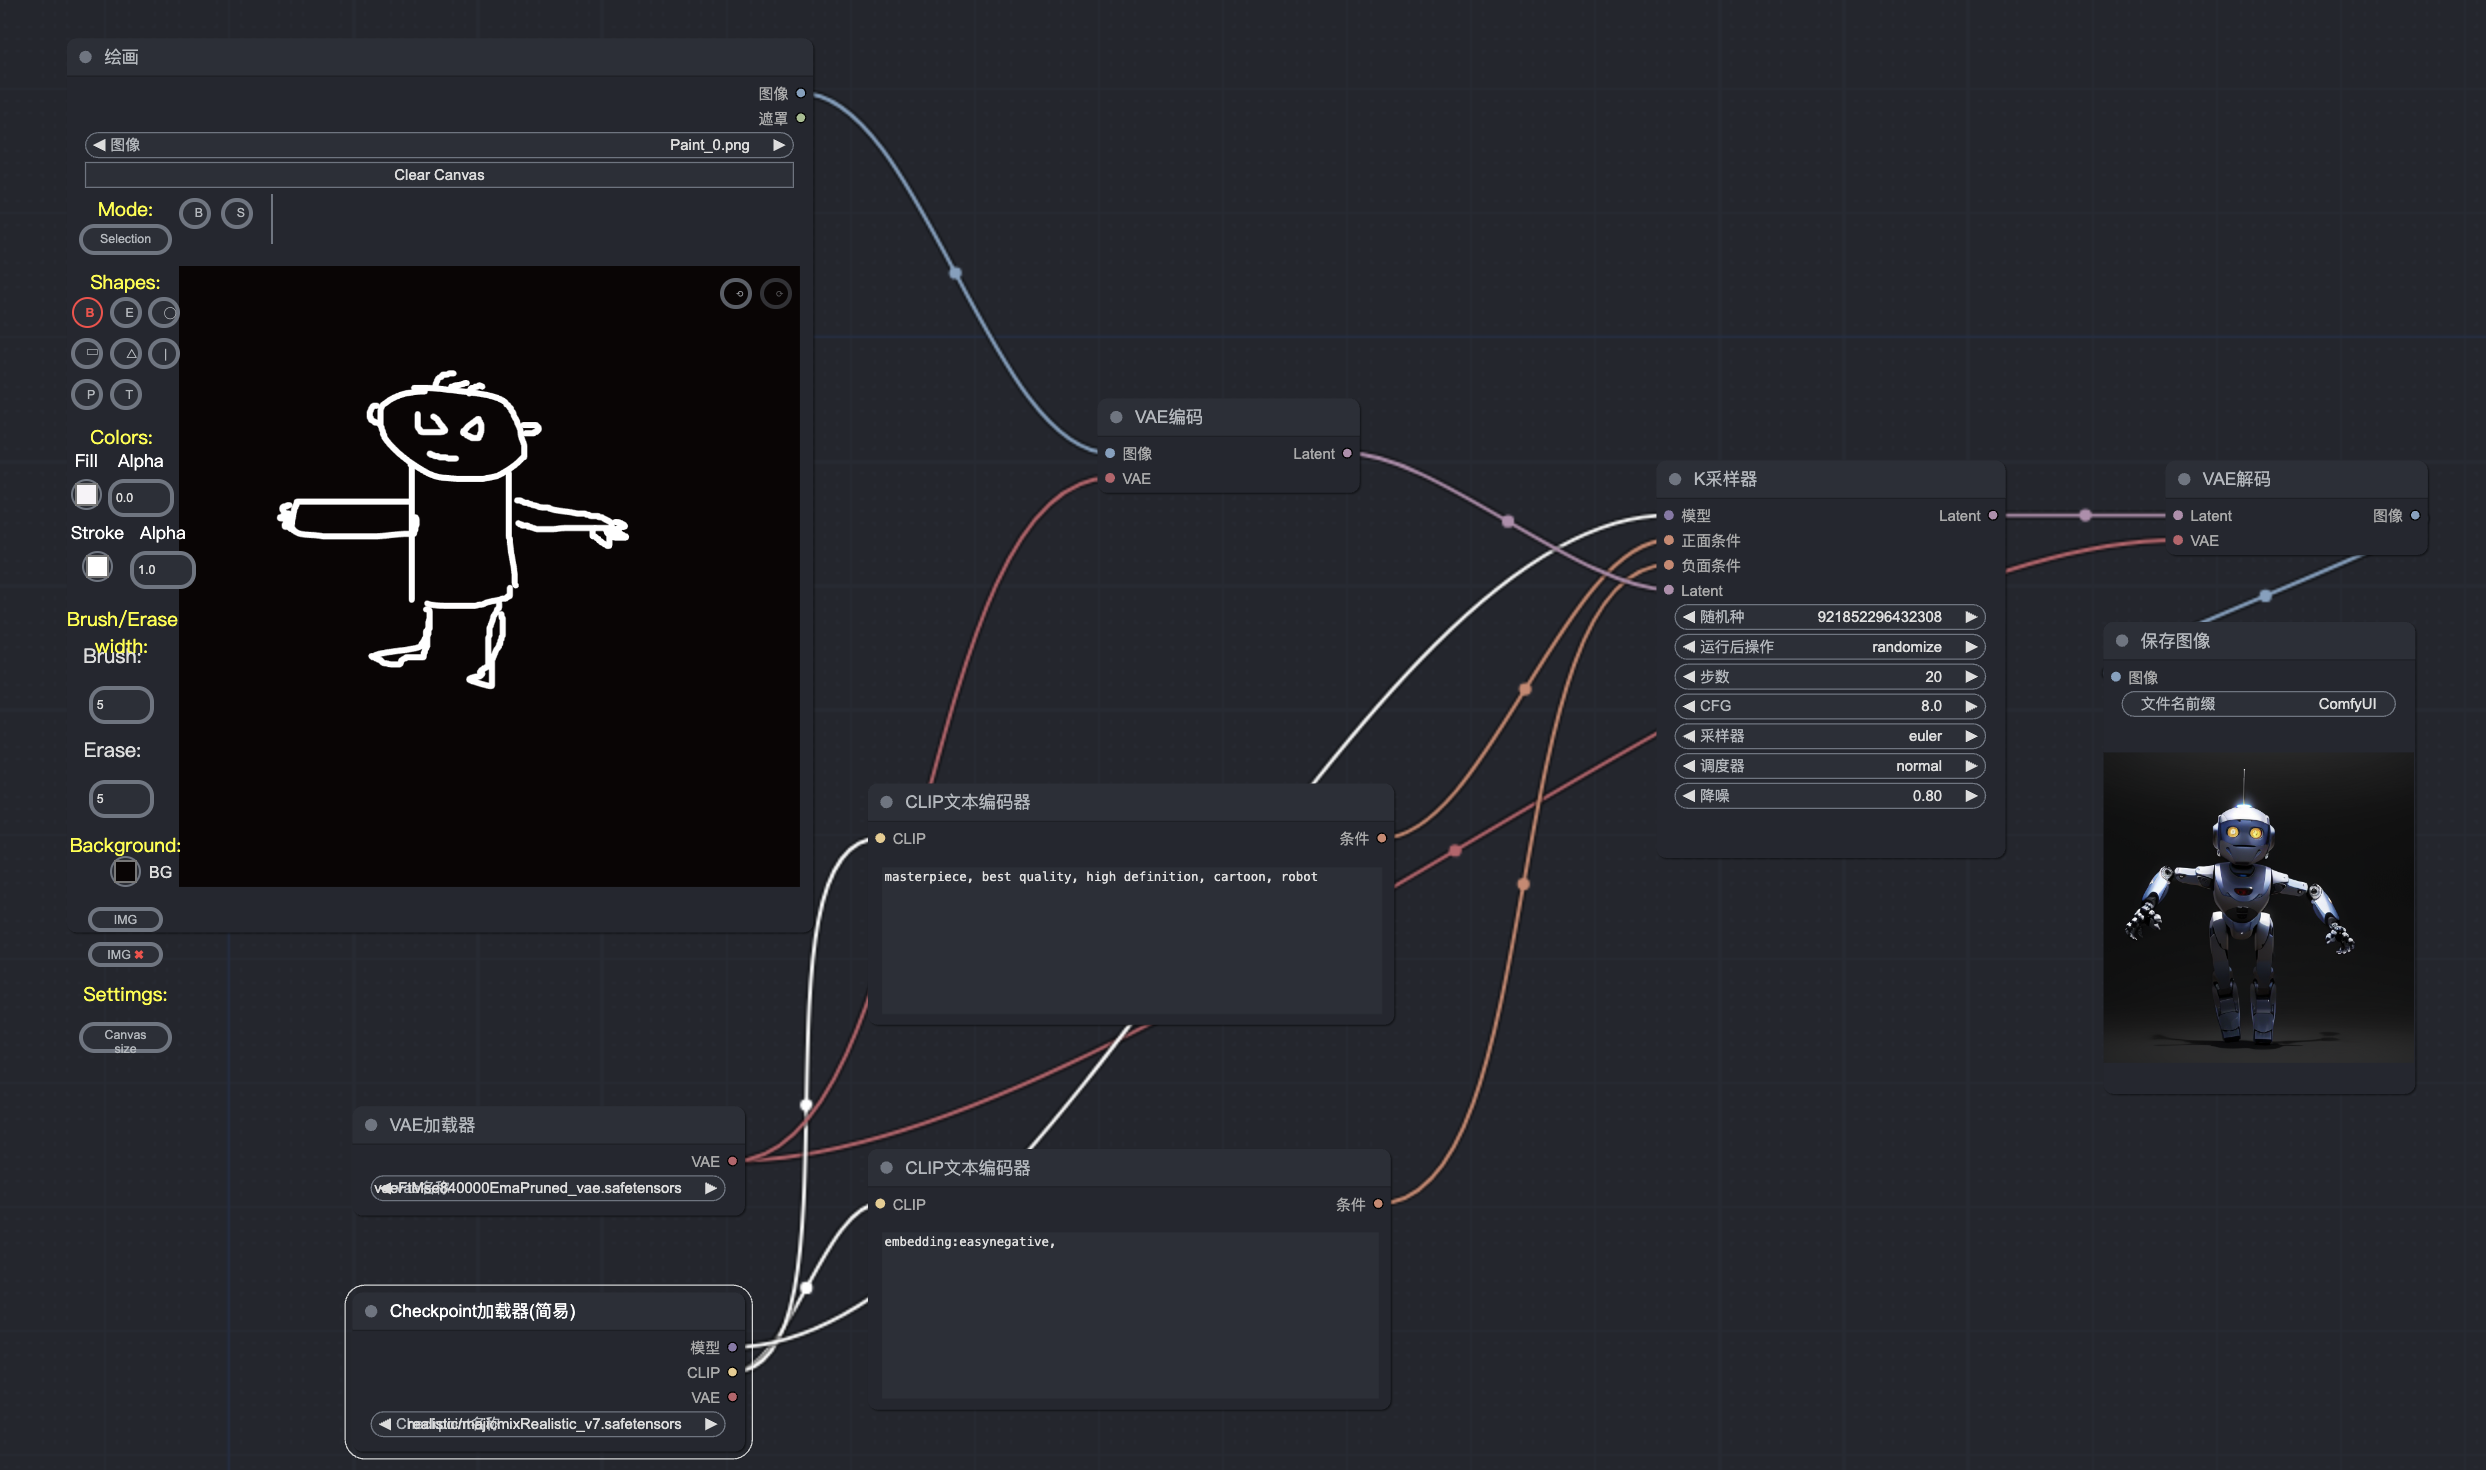 绘画
图像
遮罩
图像 Paint_0.png
Clear Canvas
Mode: B S
Selection
Shapes:
B E
P T
Colors:
Fill Alpha
0.0
Stroke Alpha
1.0
Brush/Erase
width:
Brush:
5
Erase:
5
Background:
BG
IMG
IMG
Settimgs:
Canvas
size
VAE编码
图像 Latent
VAE
K采样器
模型 Latent
正面条件
负面条件
Latent
随机种 921852296432308
运行后操作 randomize
步数 20
CFG 8.0
采样器 euler
调度器 normal
降噪 0.80
VAE解码
Latent 图像
VAE
保存图像
图像
文件名前缀 ComfyUI
CLIP文本编码器
CLIP 条件
masterpiece, best quality, high definition, cartoon, robot
VAE加载器
VAE
CLIP文本编码器
CLIP 条件
embedding:easynegative,
Checkpoint加载器(简易)
模型
CLIP
VAE